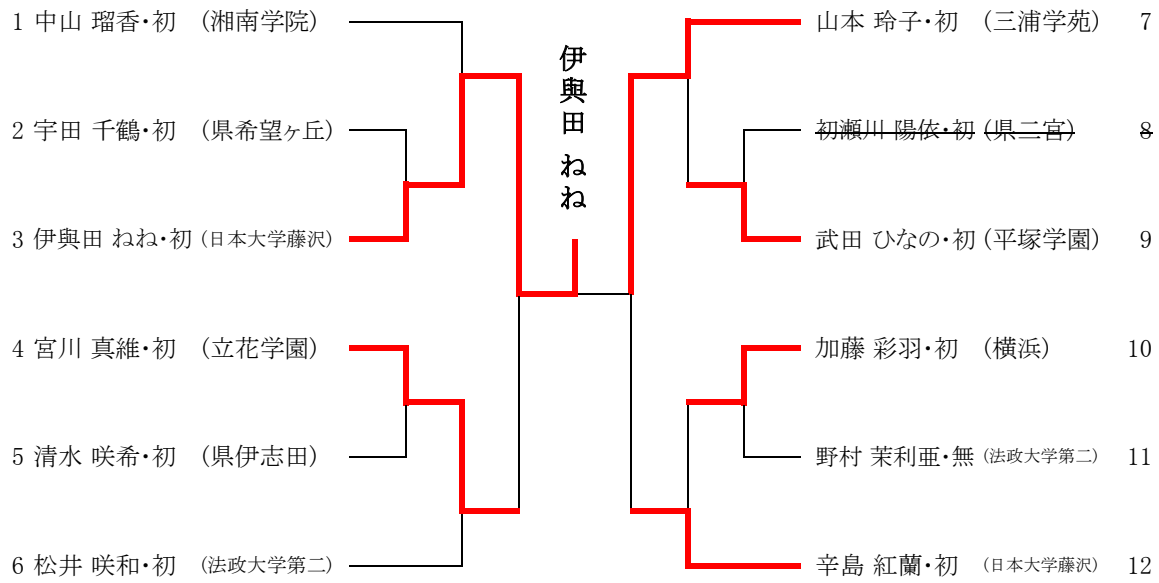 1 中山 瑠香・初 (湘南学院)
2 宇田 千鶴・初 (県希望ヶ丘)
3 伊與田 ねね・初 (日本大学藤沢)
4 宮川 真維・初 (立花学園)
5 清水 咲希・初 (県伊志田)
6 松井 咲和・初 (法政大学第二)
伊與田 ねね
山本 玲子・初 (三浦学苑) 7
初瀬川 陽依・初 (県二宮) 8
武田 ひなの・初 (平塚学園) 9
加藤 彩羽・初 (横浜) 10
野村 茉利亜・無 (法政大学第二) 11
辛島 紅蘭・初 (日本大学藤沢) 12